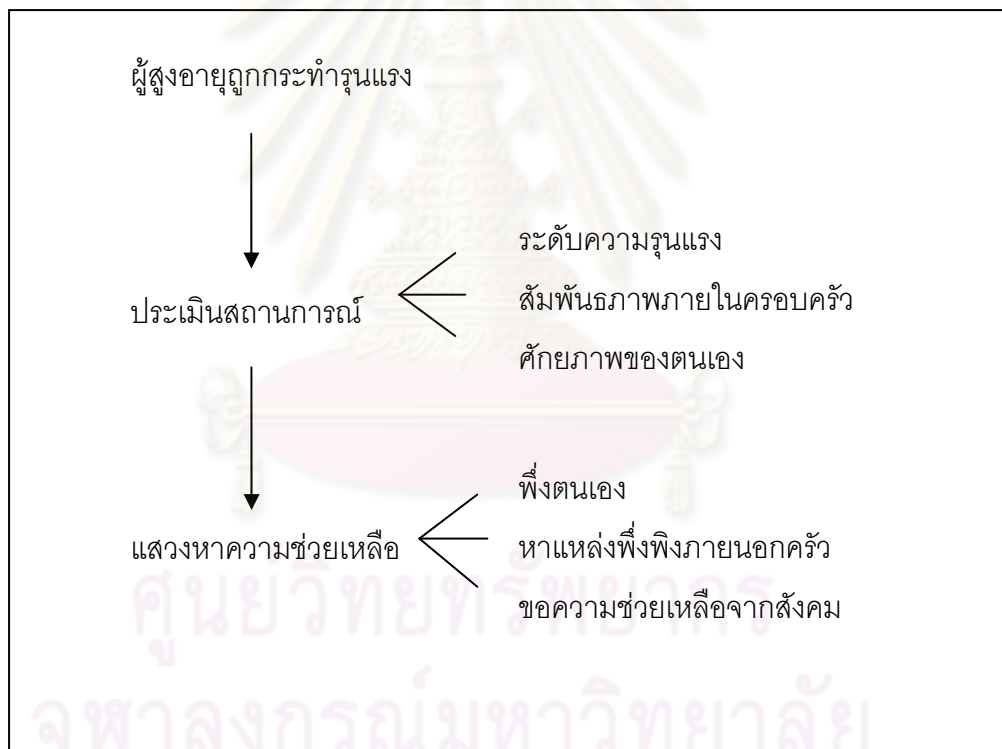 ผู้สูงอายุถูกกระทำรุนแรง
ระดับความรุนแรง
ประเมินสถานการณ์
สัมพันธภาพภายในครอบครัว
ศักยภาพของตนเอง
พึ่งตนเอง
แสวงหาความช่วยเหลือ
หาแหล่งพึ่งพิงภายนอกครัว
ขอความช่วยเหลือจากสังคม
ศูนย์วิทยทรัพยากร
จุฬาลงกรณ์มหาวิทยาลัย